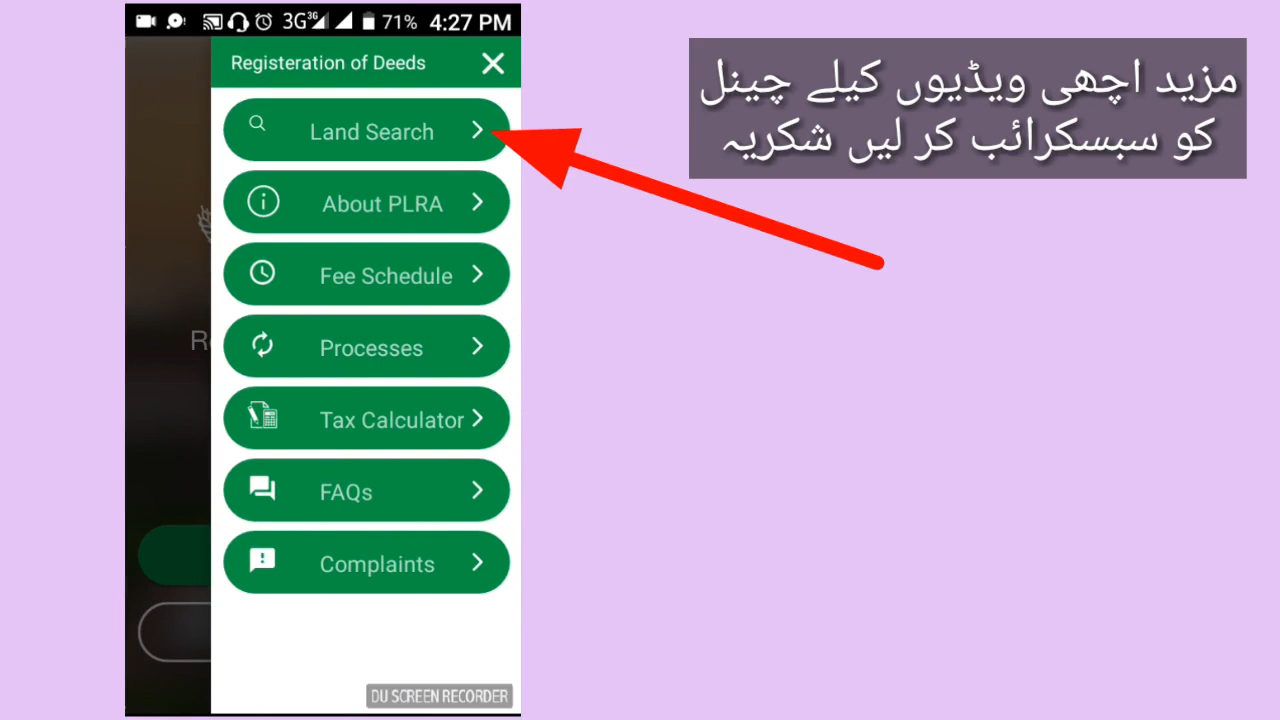 3G 3G 71% 4:27 PM
Registeration of Deeds
Land Search
About PLRA
Fee Schedule
Processes
Tax Calculator
FAQs
Complaints
R
DU SCREEN RECORDER
مزید اچھی ویڈیوں کیلے چینل
کو سبسکرائب کر لیں شکریہ